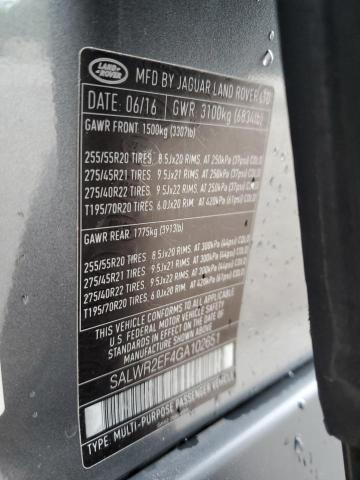 LAND
ROVER
MFD BY JAGUAR LAND ROVER LTD
DATE: 06/16 GWR: 3100kg (6834lb)
GAWR FRONT 1500kg (3307lb)
255/55R20 TIRES 8.5Jx20 RIMS, AT 250kPa (37psi) COLD
275/45R21 TIRES 9.5Jx21 RIMS, AT 250kPa (37psi) COLD
275/40R22 TIRES 9.5Jx22 RIMS, AT 250kPa (37psi) COLD
T195/70R20 TIRES 6.0Jx20 RIMS, AT 420kPa (61psi) COLD
GAWR REAR 1775kg (3913lb)
255/55R20 TIRES 8.5Jx20 RIMS, AT 300kPa (44psi) COLD
275/45R21 TIRES 9.5Jx21 RIMS, AT 300kPa (44psi) COLD
275/40R22 TIRES 9.5Jx22 RIMS, AT 300kPa (44psi) COLD
T195/70R20 TIRES 6.0Jx20 RIMS, AT 420kPa (61psi) COLD
THIS VEHICLE CONFORMS TO ALL APPLICABLE
U.S. FEDERAL MOTOR VEHICLE SAFETY
STANDARDS IN EFFECT ON THE DATE OF
MANUFACTURE SHOWN ABOVE
SALWR2EF4GA102651
TYPE: MULTI-PURPOSE PASSENGER VEHICLE